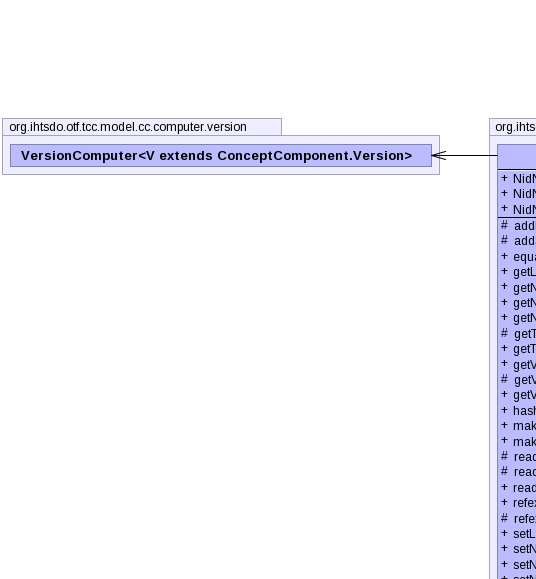 org.ihtsdo.otf.tcc.model.cc.computer.version
VersionComputer<V extends ConceptComponent.Version>
org.ihts
+ NidN
+ NidN
+ NidN
# add
# add
+ equa
+ getL
+ getN
+ getN
+ getN
# getT
+ getT
+ getV
# getV
+ getV
+ hash
+ mak
+ mak
# read
# read
+ read
+ refex
# refex
+ setL
+ setN
+ setN